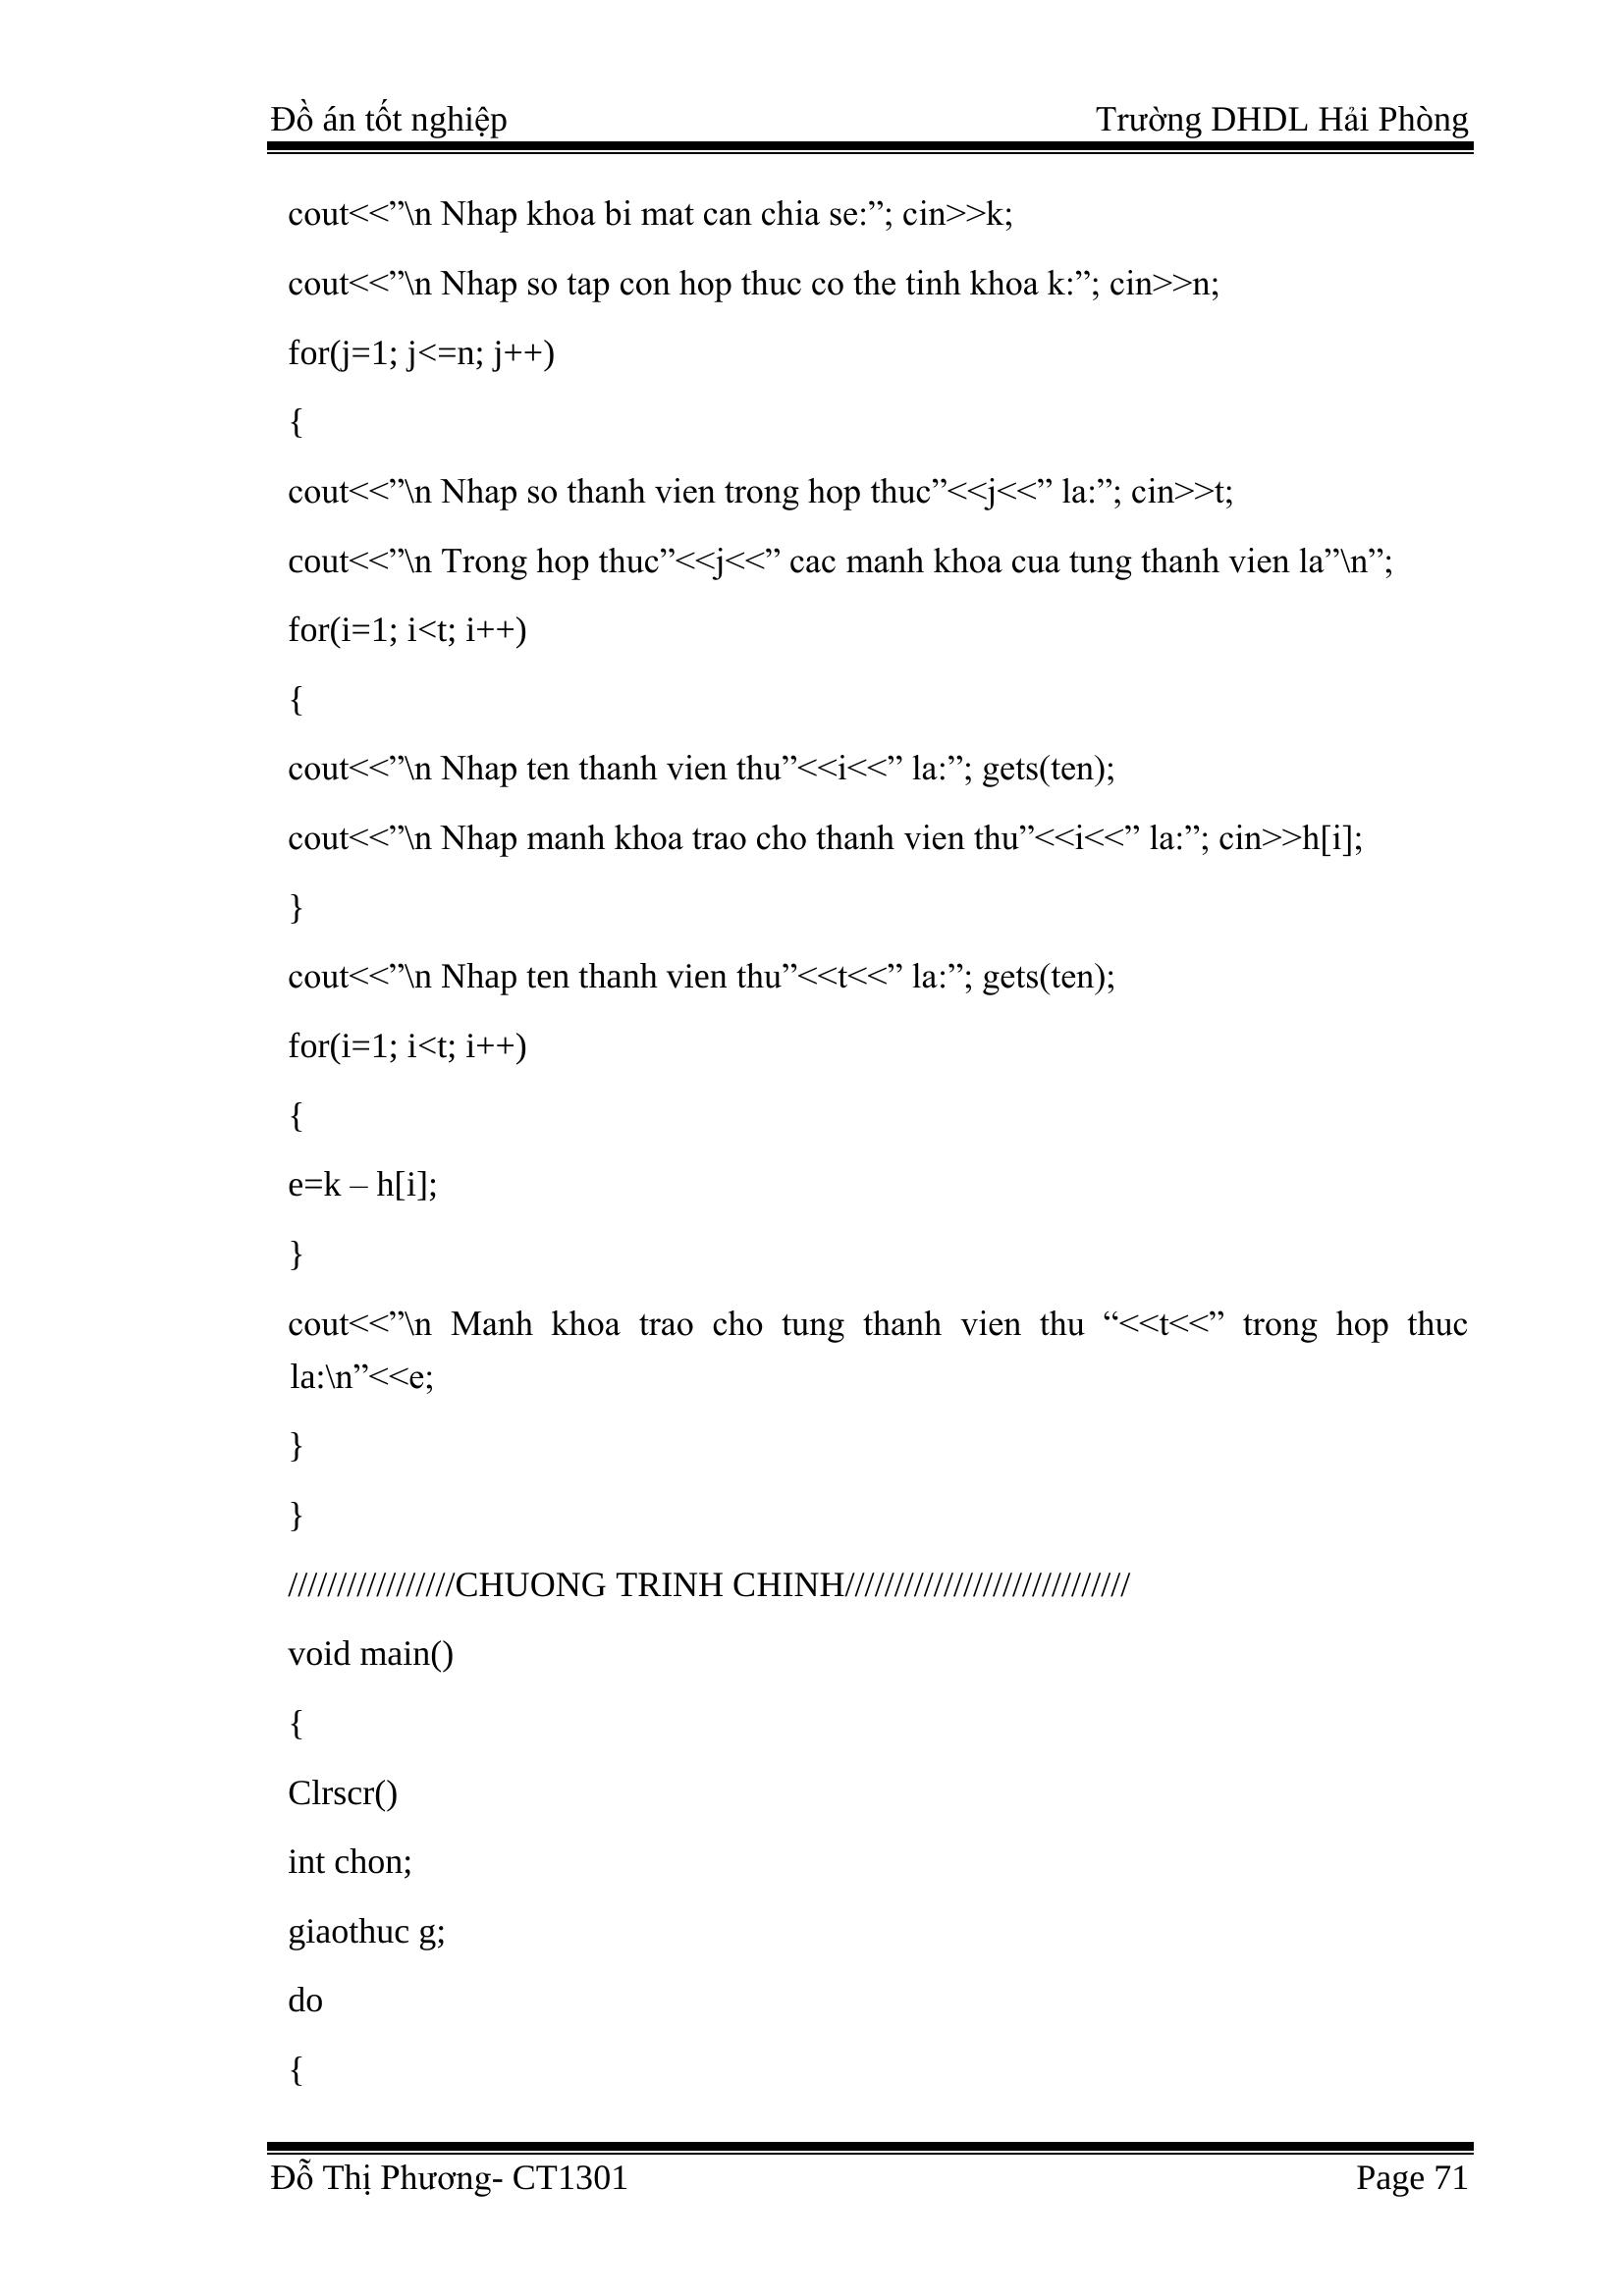 Đồ án tốt nghiệp Trường DHDL Hải Phòng
cout<<”\n Nhap khoa bi mat can chia se:”; cin>>k;
cout<<”\n Nhap so tap con hop thuc co the tinh khoa k:”; cin>>n;
for(j=1; j<=n; j++)
{
cout<<”\n Nhap so thanh vien trong hop thuc”<<j<<” la:”; cin>>t;
cout<<”\n Trong hop thuc”<<j<<” cac manh khoa cua tung thanh vien la”\n”;
for(i=1; i<t; i++)
{
cout<<”\n Nhap ten thanh vien thu”<<i<<” la:”; gets(ten);
cout<<”\n Nhap manh khoa trao cho thanh vien thu”<<i<<” la:”; cin>>h[i];
}
cout<<”\n Nhap ten thanh vien thu”<<t<<” la:”; gets(ten);
for(i=1; i<t; i++)
{
e=k – h[i];
}
cout<<”\n Manh khoa trao cho tung thanh vien thu “<<t<<” trong hop thuc
la:\n”<<e;
}
}
/////////////////CHUONG TRINH CHINH/////////////////////////////
void main()
{
Clrscr()
int chon;
giaothuc g;
do
{
Đỗ Thị Phương- CT1301 Page 71